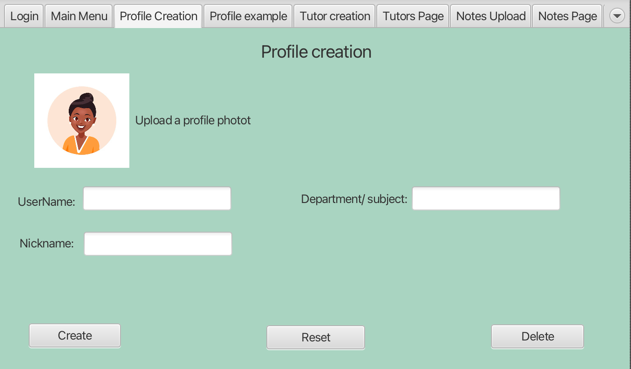 Login Main Menu Profile Creation Profile example Tutor creation Tutors Page Notes Upload Notes Page
Profile creation
Upload a profile photot
UserName:
Department/ subject:
Nickname:
Create Reset Delete